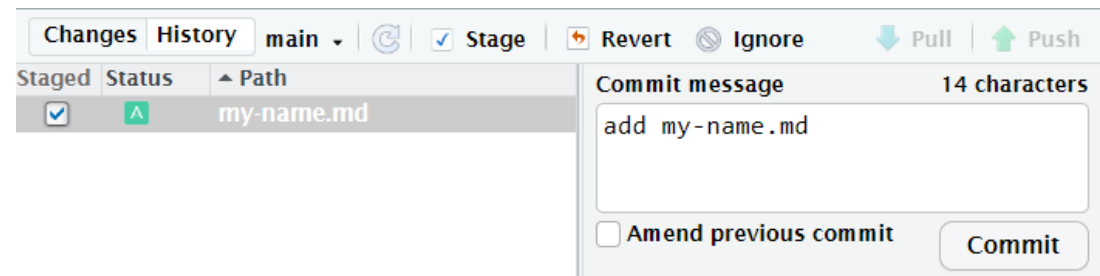 Changes History main Stage Revert Ignore Pull Push
Staged Status Path
Commit message 14 characters
A my-name.md
add my-name.md
Amend previous commit
Commit